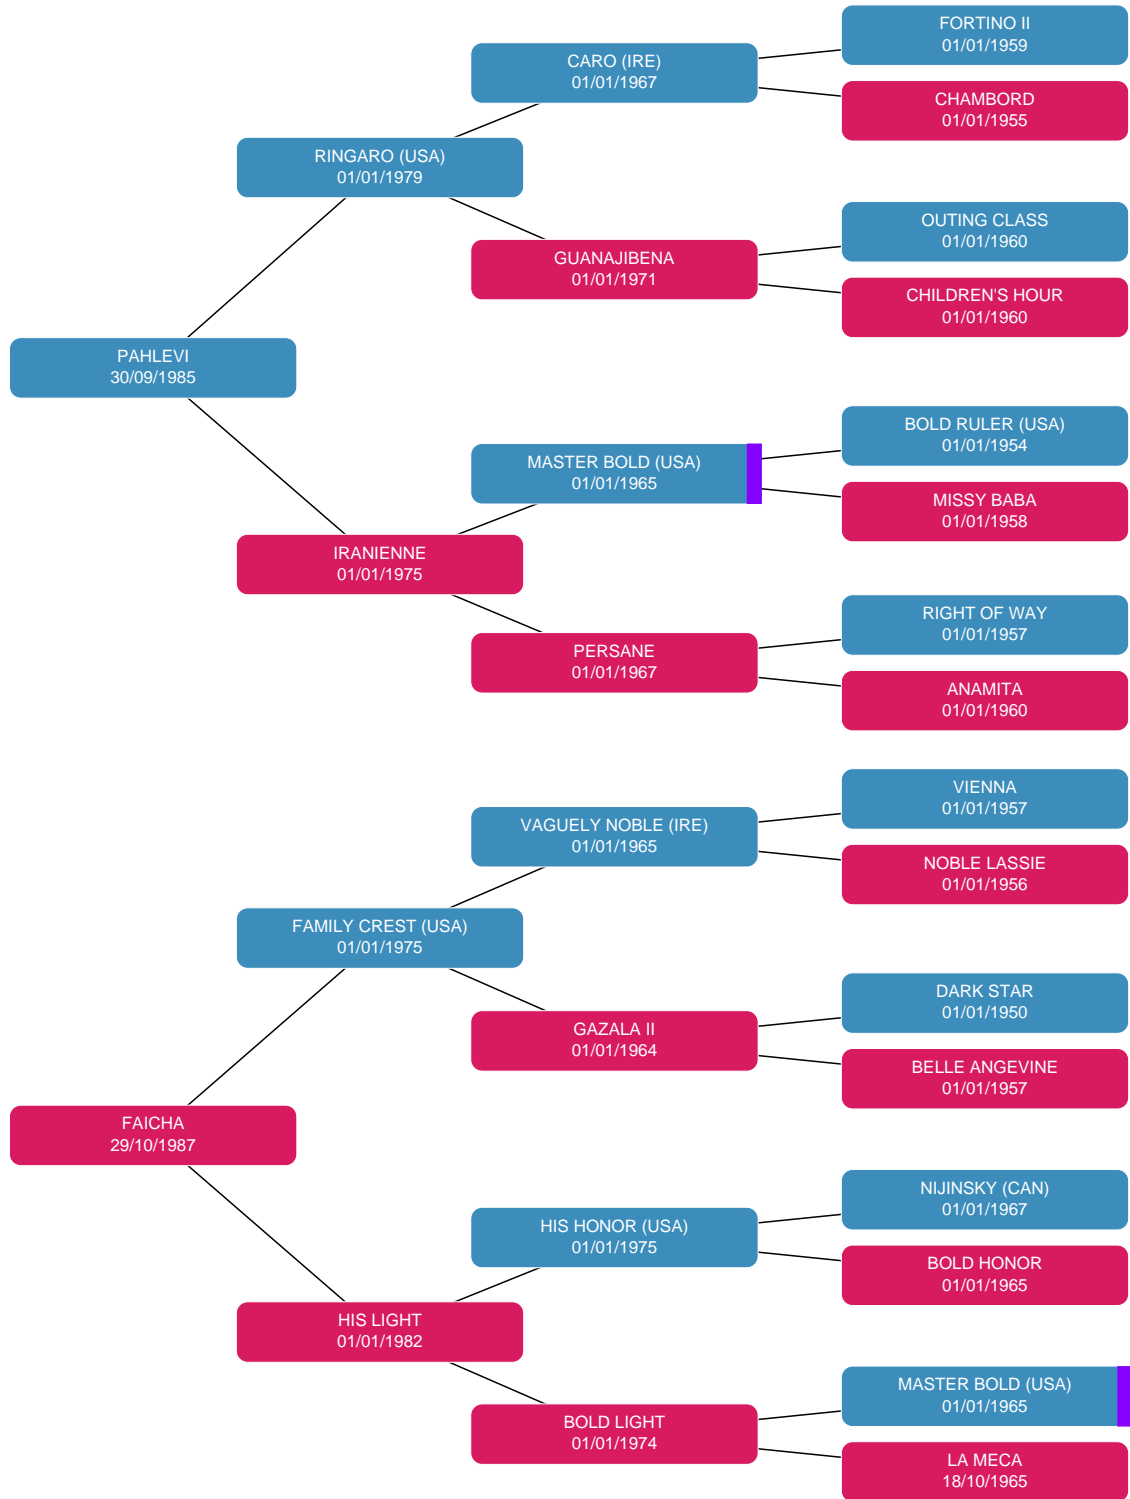 FORTINO II
01/01/1959
CARO (IRE)
01/01/1967
CHAMBORD
01/01/1955
RINGARO (USA)
01/01/1979
OUTING CLASS
01/01/1960
GUANAJIBENA
01/01/1971
CHILDREN'S HOUR
01/01/1960
PAHLEVI
30/09/1985
BOLD RULER (USA)
01/01/1954
MASTER BOLD (USA)
01/01/1965
MISSY BABA
01/01/1958
IRANIENNE
01/01/1975
RIGHT OF WAY
01/01/1957
PERSANE
01/01/1967
ANAMITA
01/01/1960
VIENNA
01/01/1957
VAGUELY NOBLE (IRE)
01/01/1965
NOBLE LASSIE
01/01/1956
FAMILY CREST (USA)
01/01/1975
DARK STAR
01/01/1950
GAZALA II
01/01/1964
BELLE ANGEVINE
01/01/1957
FAICHA
29/10/1987
NIJINSKY (CAN)
01/01/1967
HIS HONOR (USA)
01/01/1975
BOLD HONOR
01/01/1965
HIS LIGHT
01/01/1982
MASTER BOLD (USA)
01/01/1965
BOLD LIGHT
01/01/1974
LA MECA
18/10/1965